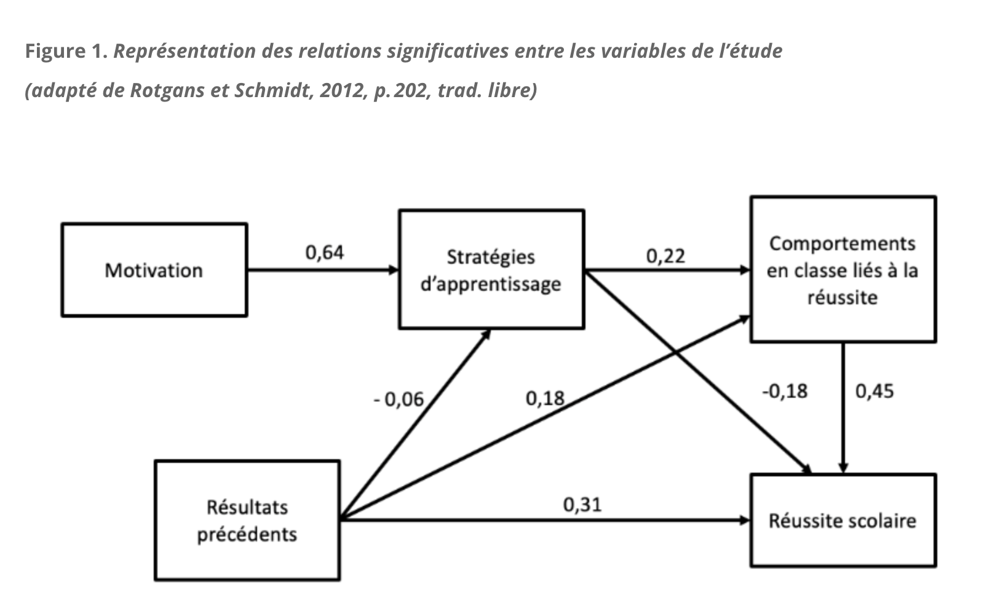 Figure 1. Représentation des relations significatives entre les variables de l’étude
(adapté de Rotgans et Schmidt, 2012, p. 202, trad. libre)
Motivation
0,64
Stratégies
d’apprentissage
0,22
Comportements
en classe liés à la
réussite
- 0,06
0,18
-0,18
0,45
Résultats
précédents
0,31
Réussite scolaire